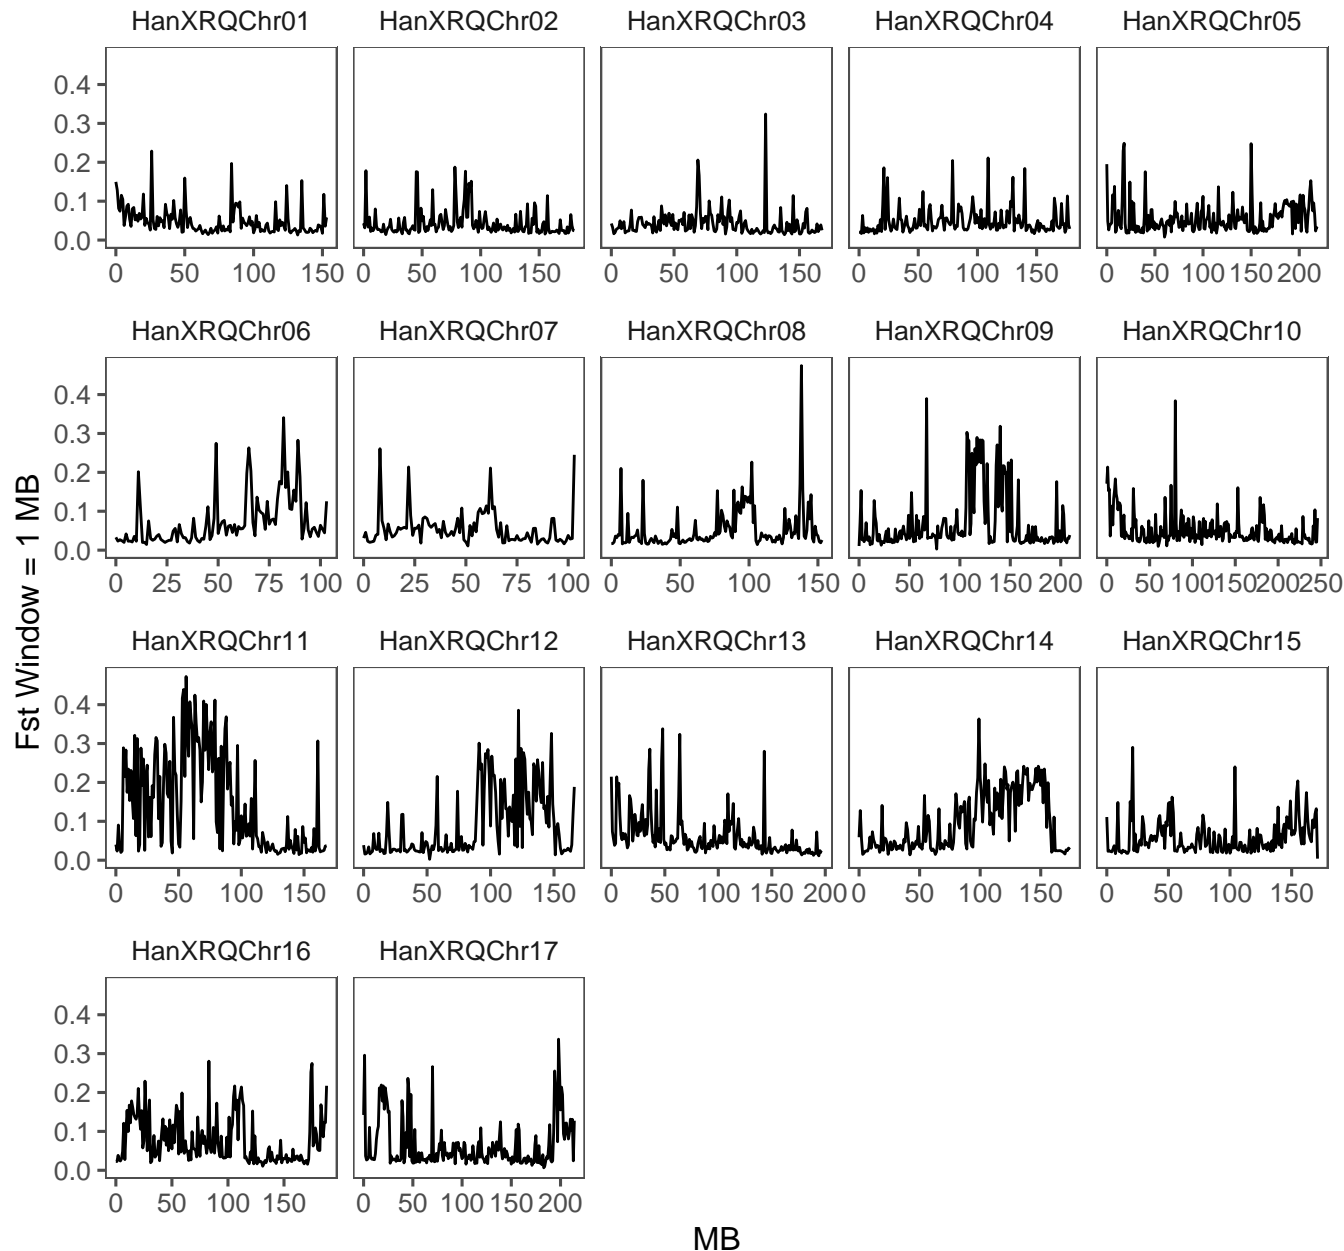 HanXRQChr01 HanXRQChr02 HanXRQChr03 HanXRQChr04 HanXRQChr05
0.4
0.3
0.2
0.1
0.0
0 50 100 150 0 50 100 150 0 50 100 150 0 50 100 150 0 50 100 150 200
HanXRQChr06 HanXRQChr07 HanXRQChr08 HanXRQChr09 HanXRQChr10
0.4
0.3
0.2
0.1
0.0
0 25 50 75 100 0 25 50 75 100 0 50 100 150 0 50 100 150 200 0 50 100 150 200 250
Fst Window = 1 MB
HanXRQChr11 HanXRQChr12 HanXRQChr13 HanXRQChr14 HanXRQChr15
0.4
0.3
0.2
0.1
0.0
0 50 100 150 0 50 100 150 0 50 100 150 200 0 50 100 150 0 50 100 150
HanXRQChr16 HanXRQChr17
0.4
0.3
0.2
0.1
0.0
0 50 100 150 0 50 100 150 200
MB